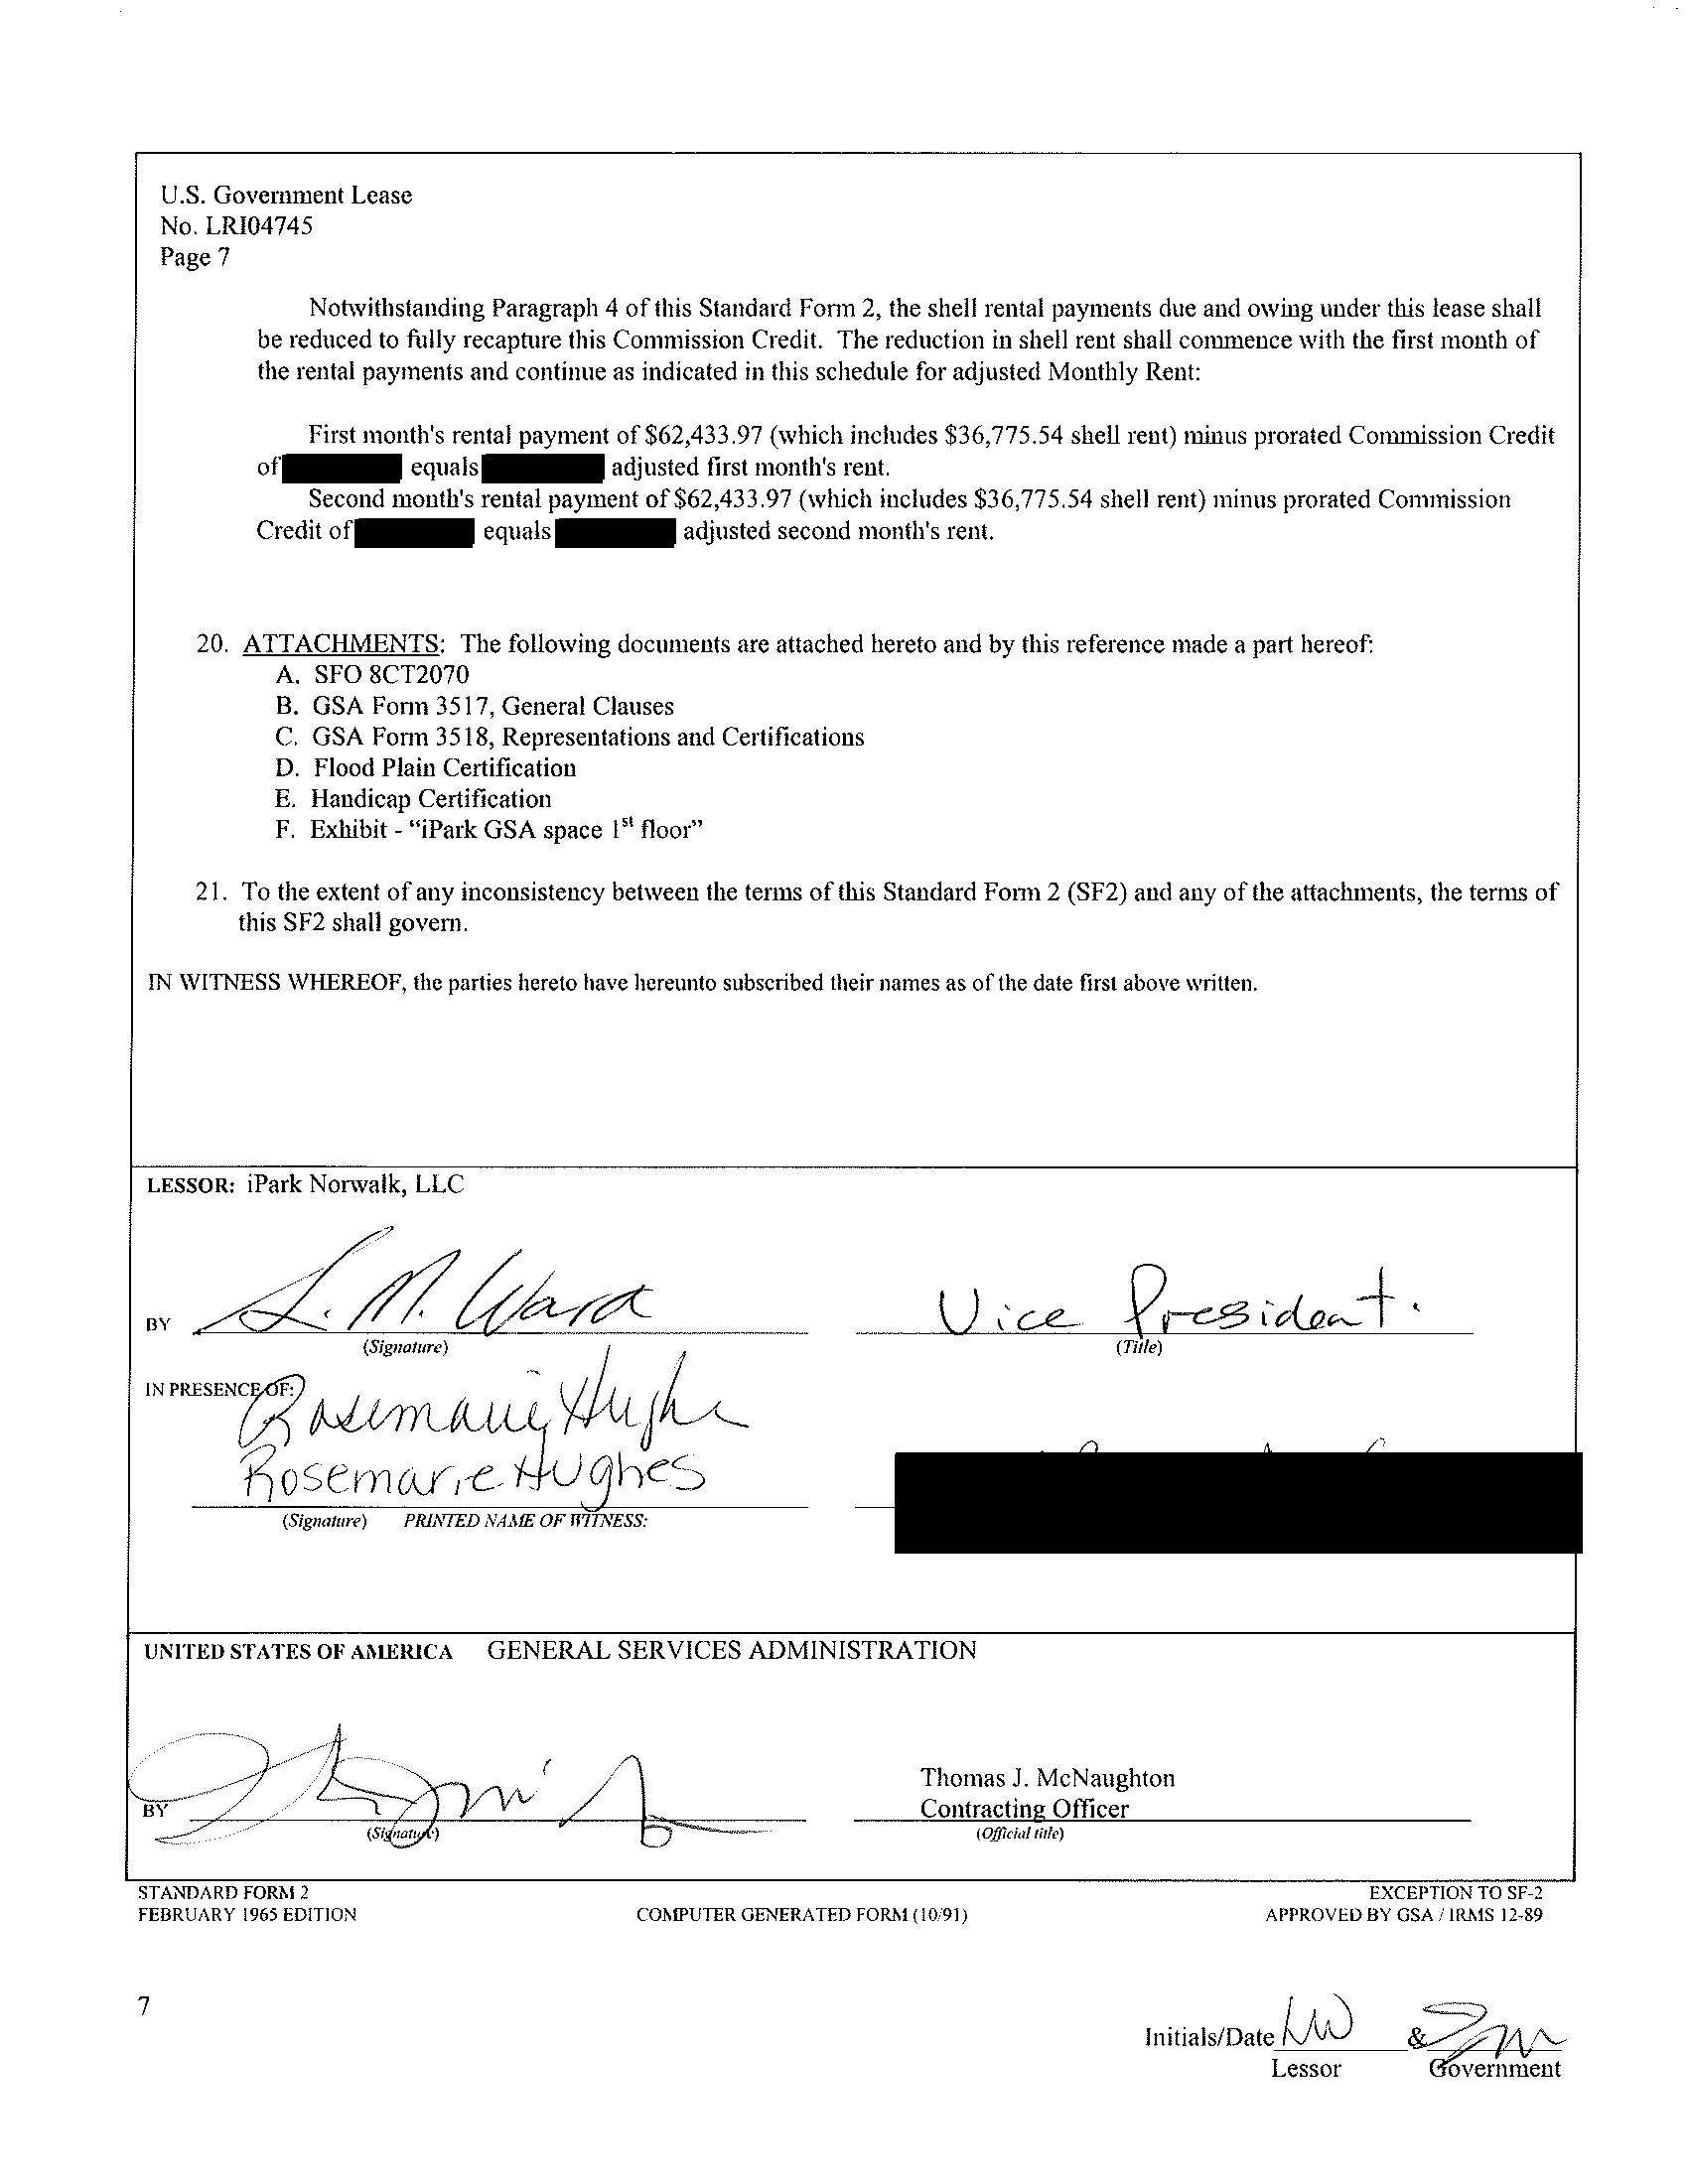 U.S. Government Lease
No. LRI04745
Page 7
Notwithstanding Paragraph 4 of this Standard Form 2, the shell rental payments due and owing under this lease shall
be reduced to fully recapture this Commission Credit. The reduction in shell rent shall commence with the first month of
the rental payments and continue as indicated in this schedule for adjusted Monthly Rent:
First month's rental payment of $62,433.97 (which includes $36,775.54 shell rent) minus prorated Commission Credit
of equals adjusted first month's rent.
Second month's rental payment of $62,433.97 (which includes $36,775.54 shell rent) minus prorated Commission
Credit of equals adjusted second month's rent.
20. ATTACHMENTS: The following documents are attached hereto and by this reference made a part hereof:
A. SFO 8CT2070
B. GSA Form 3517, General Clauses
C. GSA Form 3518, Representations and Certifications
D. Flood Plain Certification
E. Handicap Certification
F. Exhibit - “iPark GSA space 1st floor”
21. To the extent of any inconsistency between the terms of this Standard Form 2 (SF2) and any of the attachments, the terms of
this SF2 shall govern.
IN WITNESS WHEREOF, the parties hereto have hereunto subscribed their names as of the date first above written.
LESSOR: iPark Norwalk, LLC
BY L. M. Ward Vice President.
(Signature) (Title)
IN PRESENCE OF: Rosemarie Hughes
Rosemarie Hughes
(Signature) PRINTED NAME OF WITNESS:
UNITED STATES OF AMERICA GENERAL SERVICES ADMINISTRATION
Thomas J. McNaughton
BY Contracting Officer
(Signature) (Official title)
STANDARD FORM 2 EXCEPTION TO SF-2
FEBRUARY 1965 EDITION COMPUTER GENERATED FORM (10/91) APPROVED BY GSA / IRMS 12-89
7
Initials/Date LW &
Lessor Government